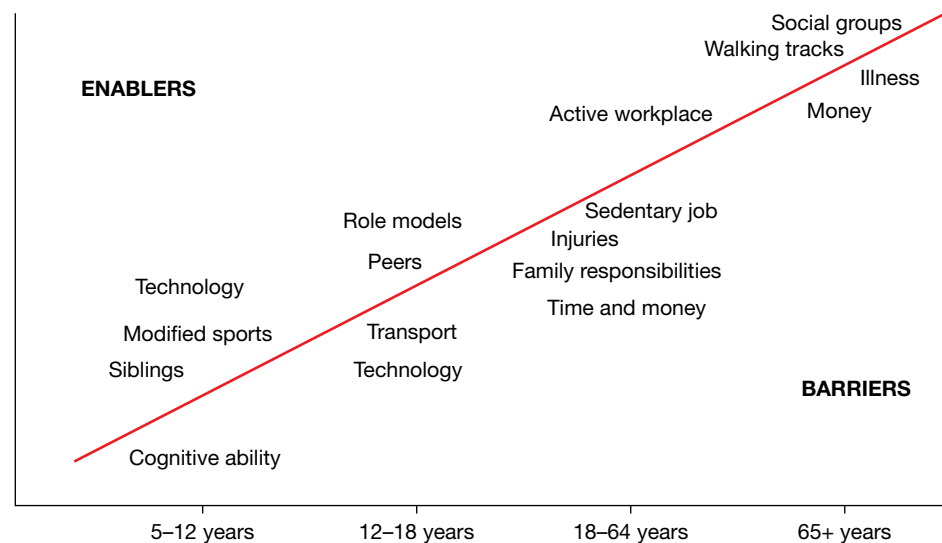 Social groups
Walking tracks
Illness
ENABLERS
Money
Active workplace
Sedentary job
Role models
Injuries
Peers
Family responsibilities
Technology
Time and money
Modified sports
Transport
Siblings
Technology
BARRIERS
Cognitive ability
5–12 years
12–18 years
18–64 years
65+ years